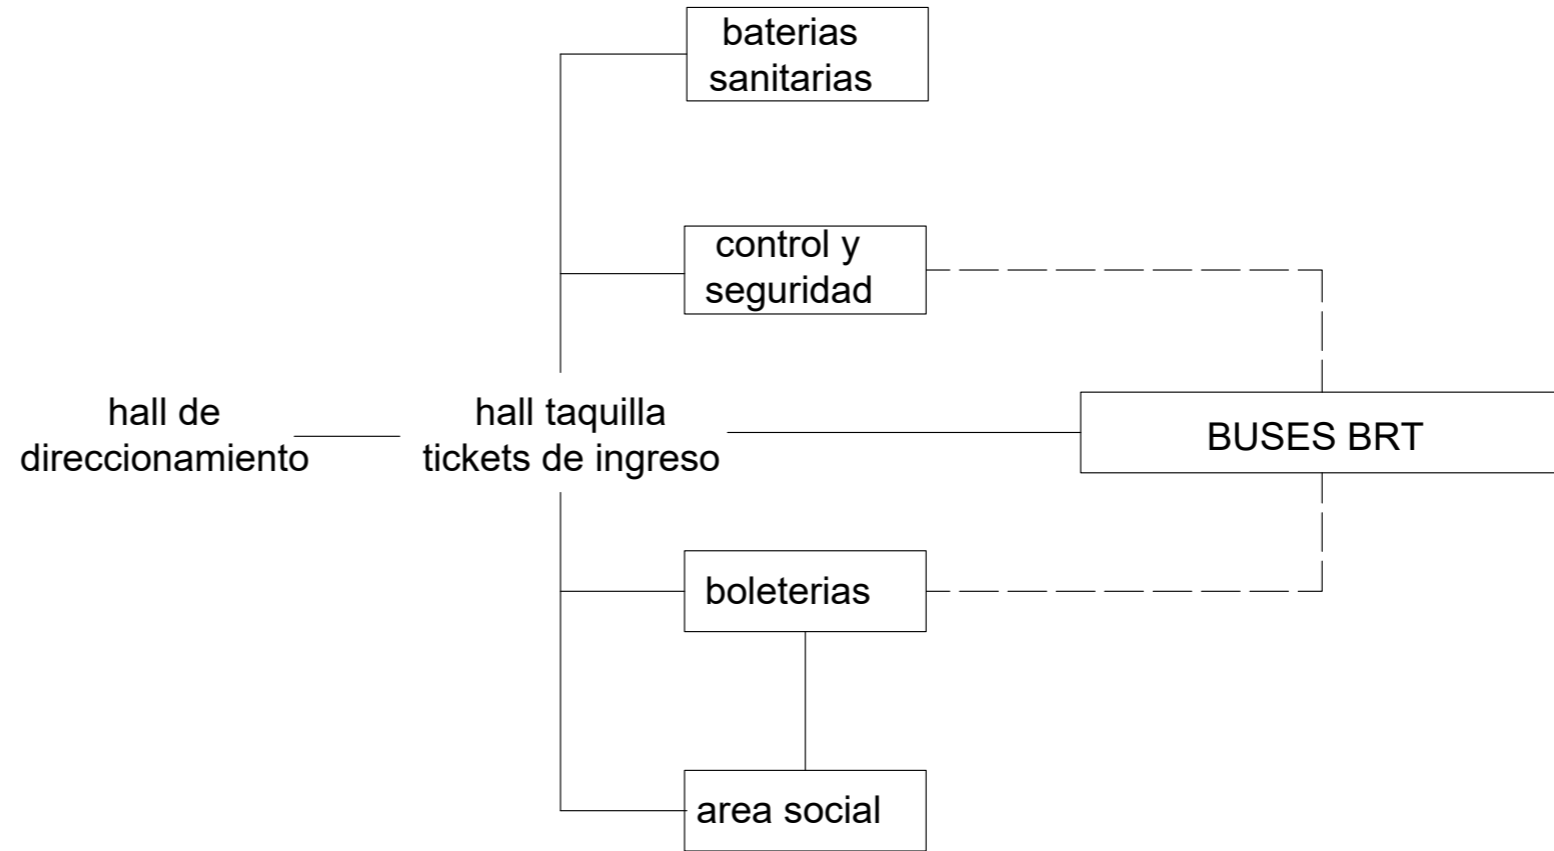 baterias
sanitarias
control y
seguridad
hall de
direccionamiento
hall taquilla
tickets de ingreso
BUSES BRT
boleterias
area social